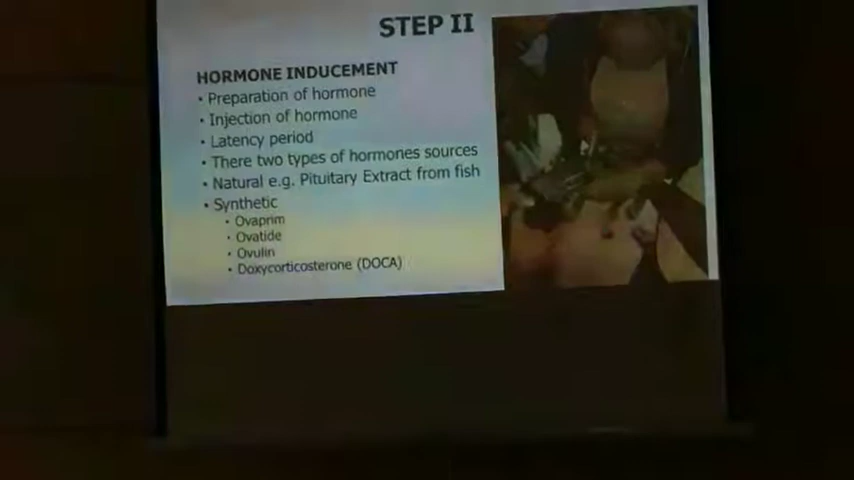 STEP II
HORMONE INDUCEMENT
• Preparation of hormone
• Injection of hormone
• Latency period
• There two types of hormones sources
• Natural e.g. Pituitary Extract from fish
• Synthetic
• Ovaprim
• Ovatide
• Ovulin
• Doxycorticosterone (DOCA)